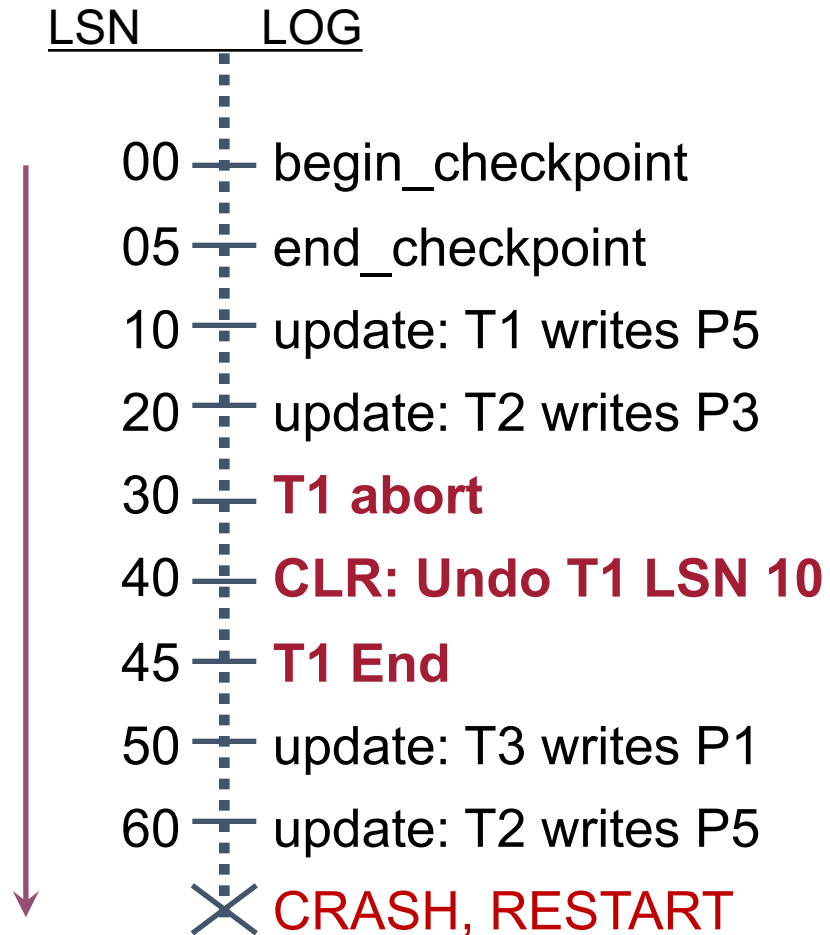 LSN LOG
00 begin_checkpoint
05 end_checkpoint
10 update: T1 writes P5
20 update: T2 writes P3
30 T1 abort
40 CLR: Undo T1 LSN 10
45 T1 End
50 update: T3 writes P1
60 update: T2 writes P5
CRASH, RESTART